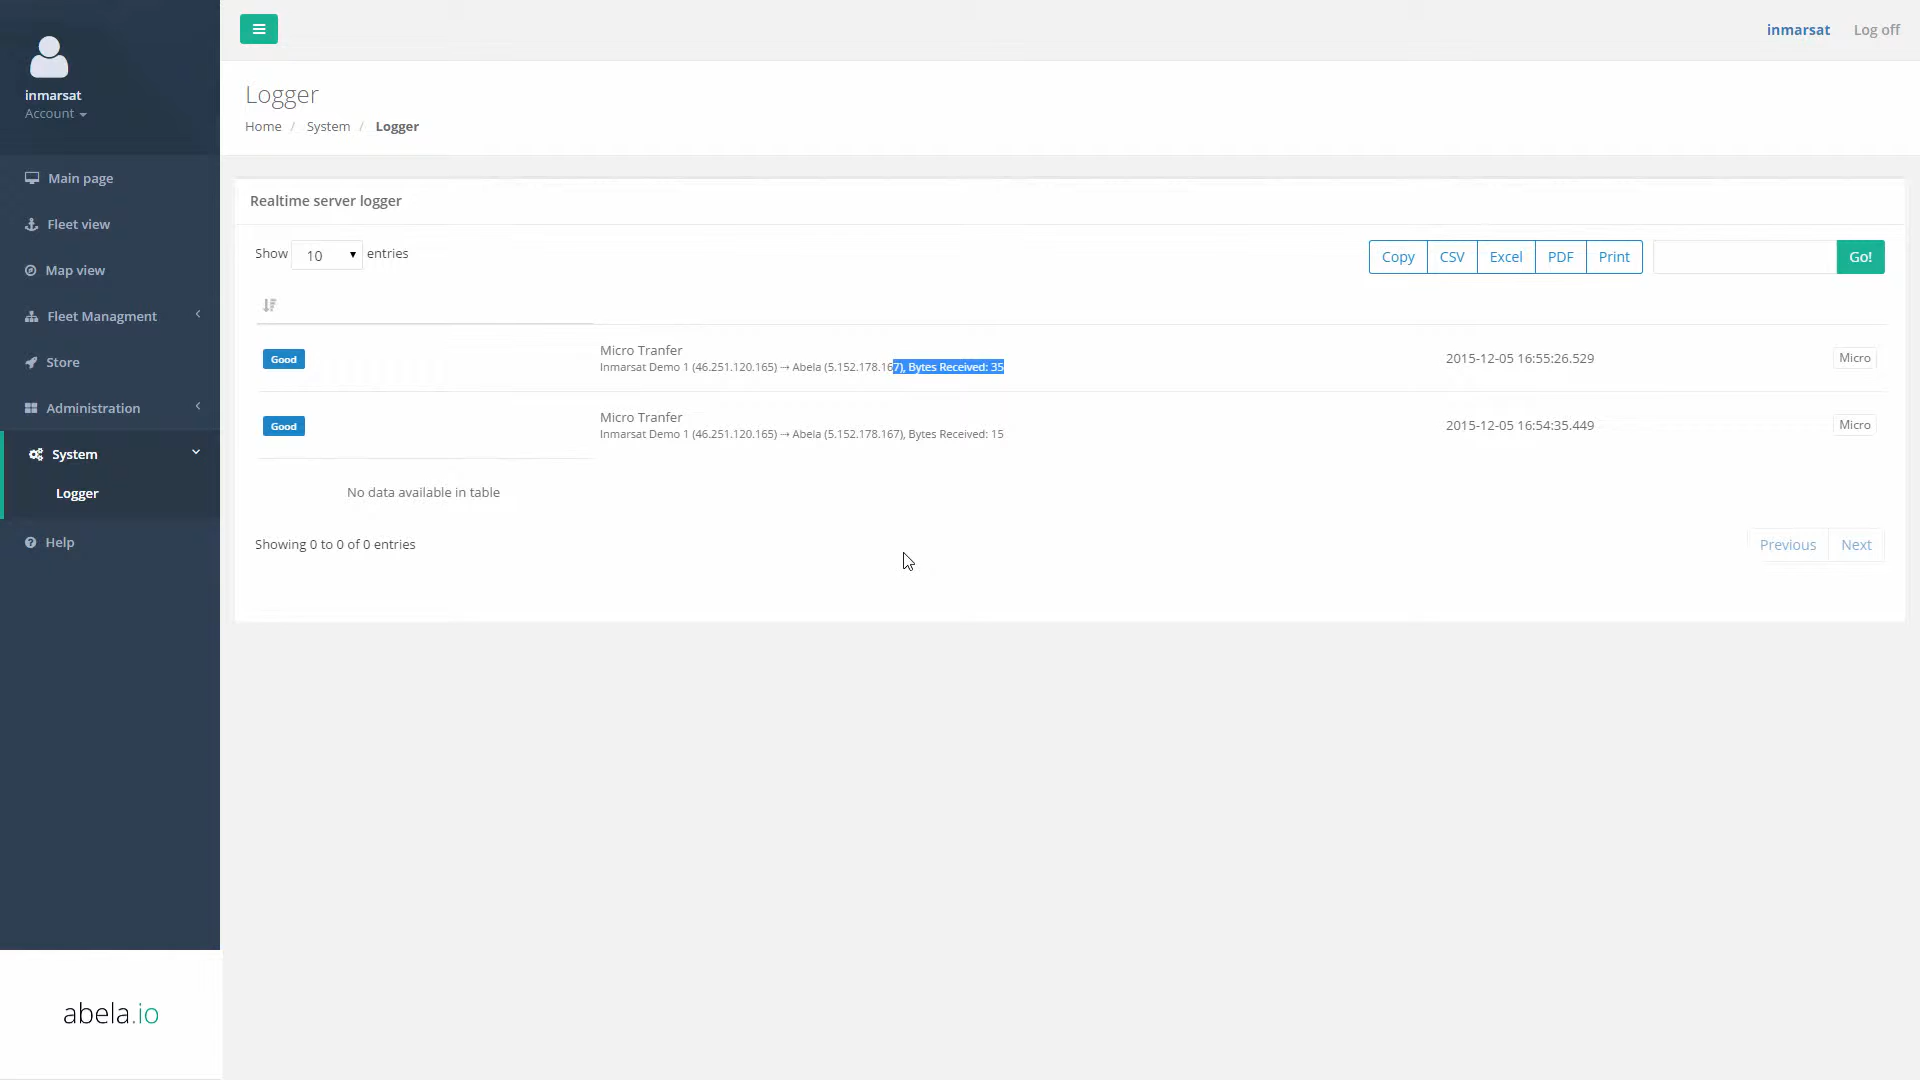 inmarsat Log off
inmarsat
Account
Logger
Home / System / Logger
Main page
Fleet view
Map view
Fleet Managment
Store
Administration
System
Logger
Help
abela.io
Realtime server logger
Show 10 entries
Copy CSV Excel PDF Print Go!
Good Micro Tranfer 2015-12-05 16:55:26.529 Micro
Inmarsat Demo 1 (46.251.120.165) → Abela (5.152.178.167), Bytes Received: 35
Good Micro Tranfer 2015-12-05 16:54:35.449 Micro
Inmarsat Demo 1 (46.251.120.165) → Abela (5.152.178.167), Bytes Received: 15
No data available in table
Showing 0 to 0 of 0 entries Previous Next